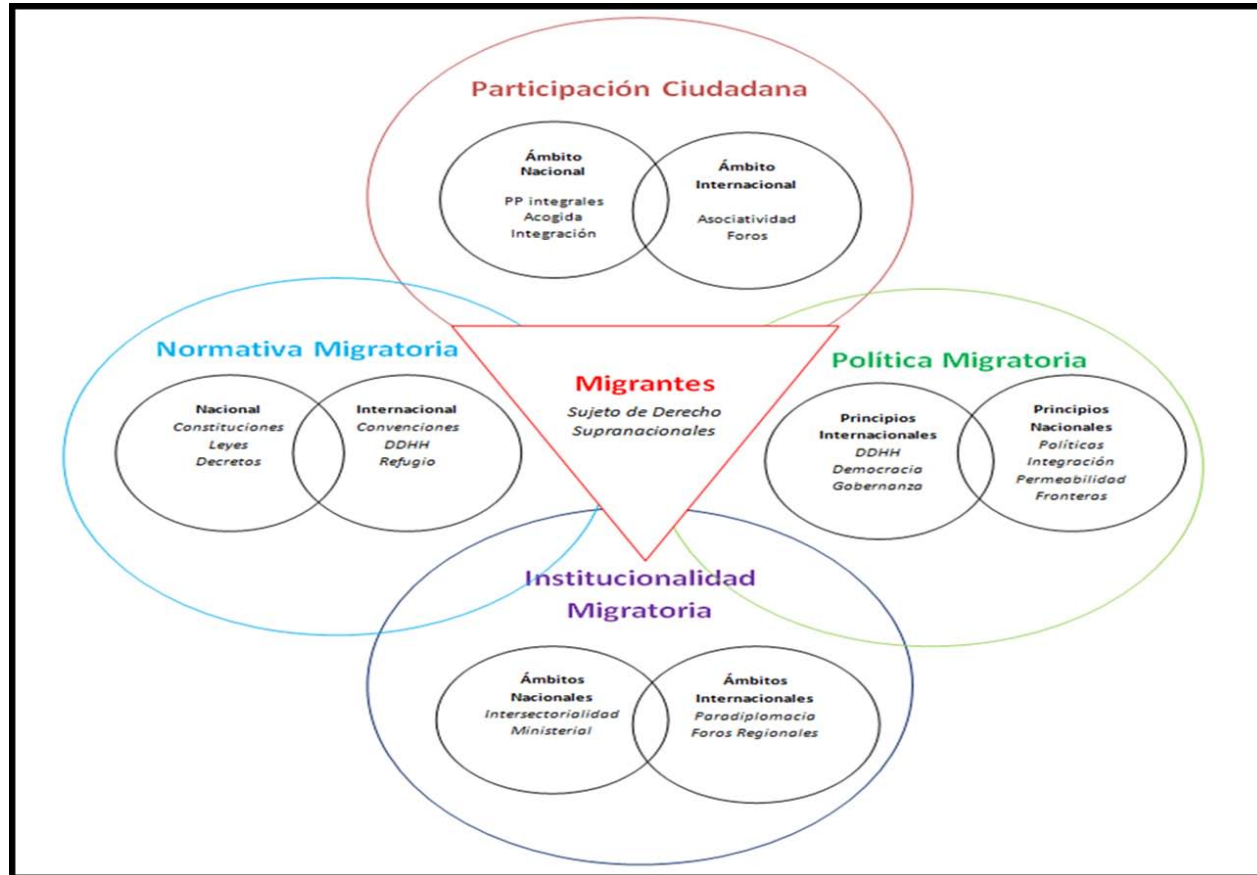 Participación Ciudadana
Ámbito
Nacional
PP integrales
Acogida
Integración
Ámbito
Internacional
Asociatividad
Foros
Normativa Migratoria
Nacional
Constituciones
Leyes
Decretos
Internacional
Convenciones
DDHH
Refugio
Migrantes
Sujeto de Derecho
Supranacionales
Política Migratoria
Principios
Internacionales
DDHH
Democracia
Gobernanza
Principios
Nacionales
Políticas
Integración
Permeabilidad
Fronteras
Institucionalidad
Migratoria
Ámbitos
Nacionales
Intersectorialidad
Ministerial
Ámbitos
Internacionales
Paradiplomacia
Foros Regionales